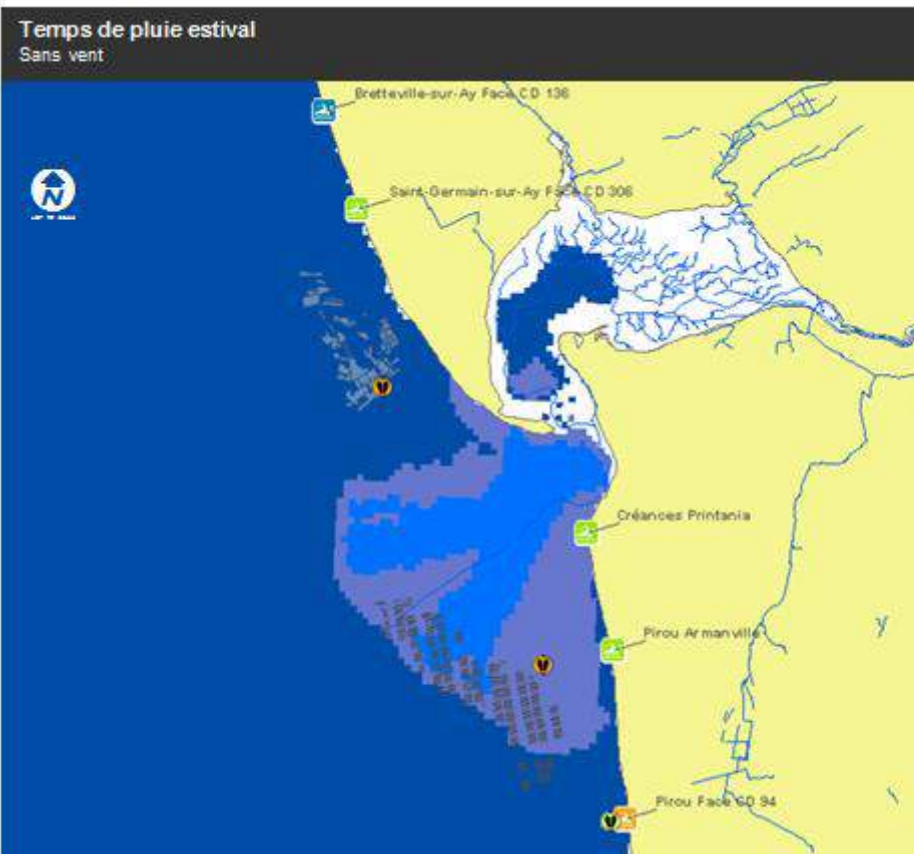 Temps de pluie estival
Sans vent
Bretteville-sur-Ay Face CD 136
N
Saint-Germain-sur-Ay Face CD 306
Créances Printania
Pirou Armanville
Pirou Face CD 94